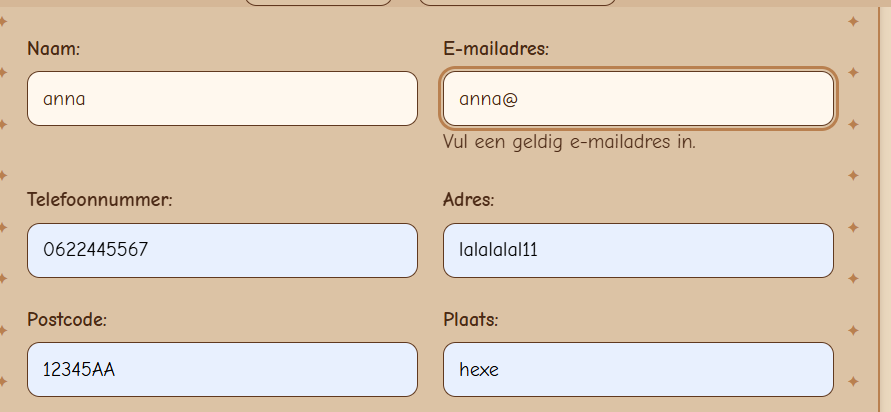 Naam:
E-mailadres:
anna
anna@
Vul een geldig e-mailadres in.
Telefoonnummer:
Adres:
0622445567
lalalalal11
Postcode:
Plaats:
12345AA
hexe